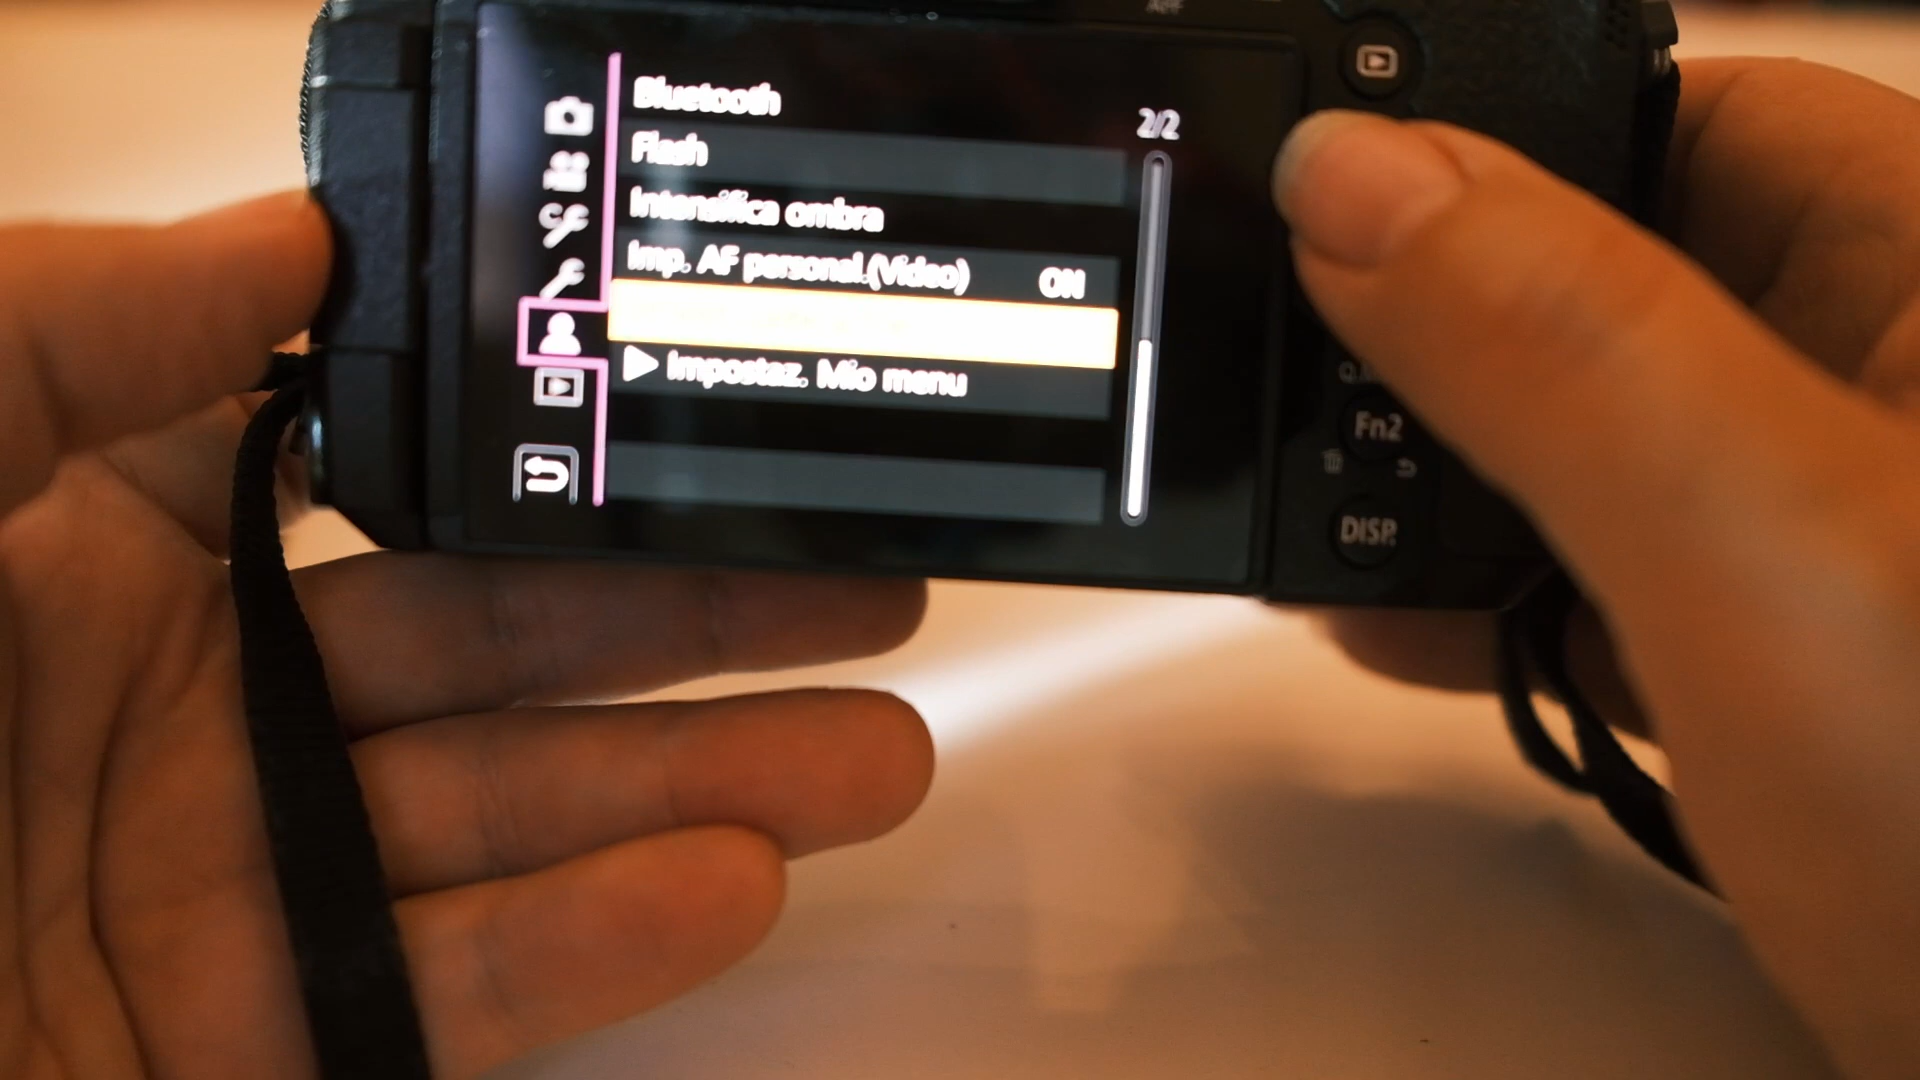 Bluetooth
2/2
Flash
Intensifica ombra
Imp. AF personal.(Video) ON
Impostaz. Mio menu
Fn2
DISP.